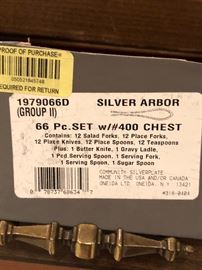 PROOF OF PURCHASE
050521845748
REQUIRED FOR RETURN
1979066D SILVER ARBOR
(GROUP II)
66 Pc. SET w/#400 CHEST
Contains: 12 Salad Forks, 12 Place Forks,
12 Place Knives, 12 Place Spoons, 12 Teaspoons
Plus: 1 Butter Knife, 1 Gravy Ladle,
1 Pcd Serving Spoon, 1 Serving Fork,
1 Serving Spoon, 1 Sugar Spoon
COMMUNITY SILVERPLATE
MADE IN THE USA AND/OR CANADA
ONEIDA LTD. ONEIDA, N.Y. 13421